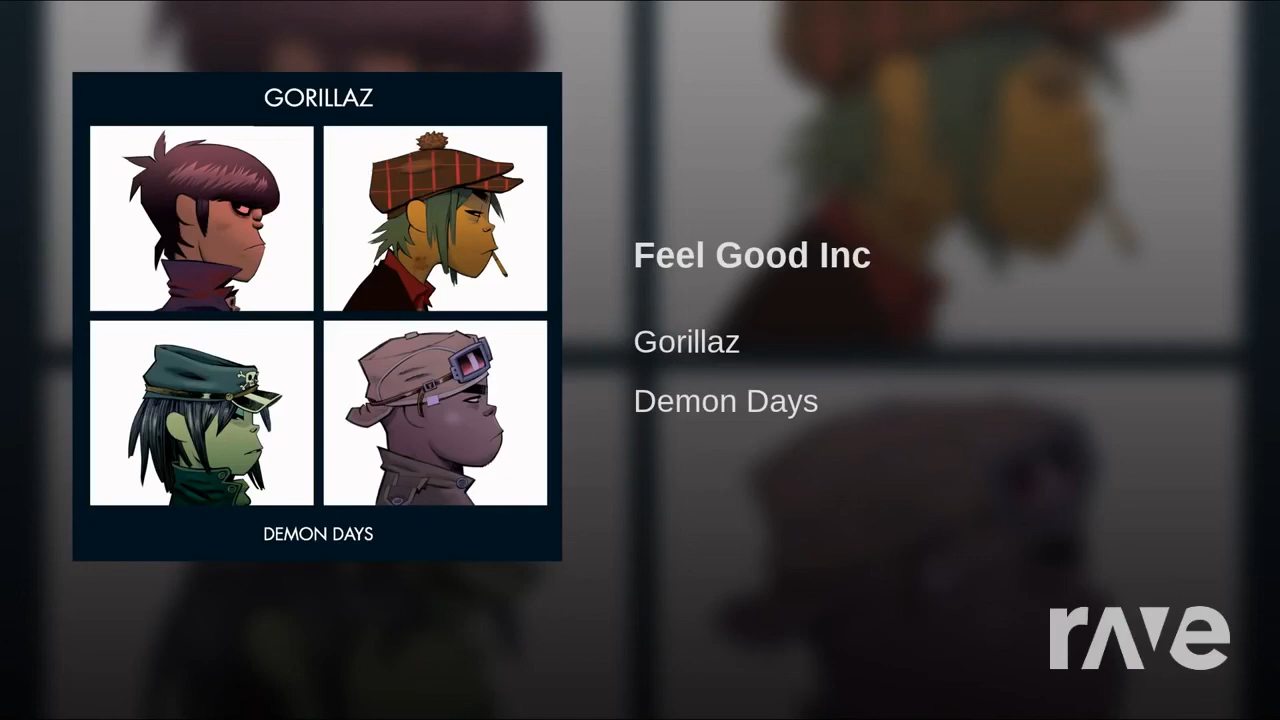 GORILLAZ
DEMON DAYS
Feel Good Inc
Gorillaz
Demon Days
rave